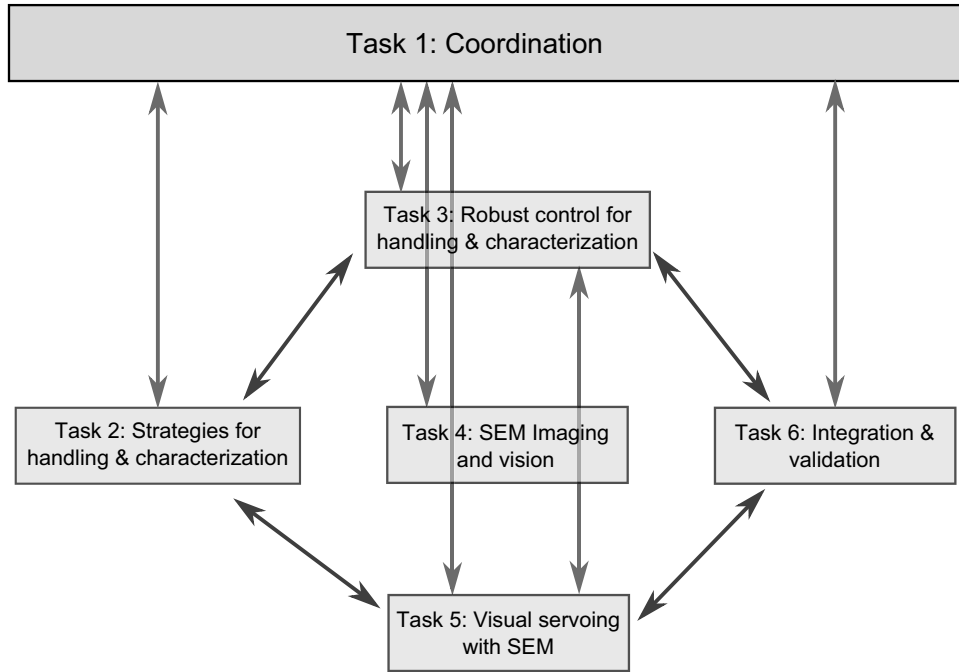 Task 1: Coordination
Task 3: Robust control for
handling & characterization
Task 2: Strategies for
handling & characterization
Task 4: SEM Imaging
and vision
Task 6: Integration &
validation
Task 5: Visual servoing
with SEM